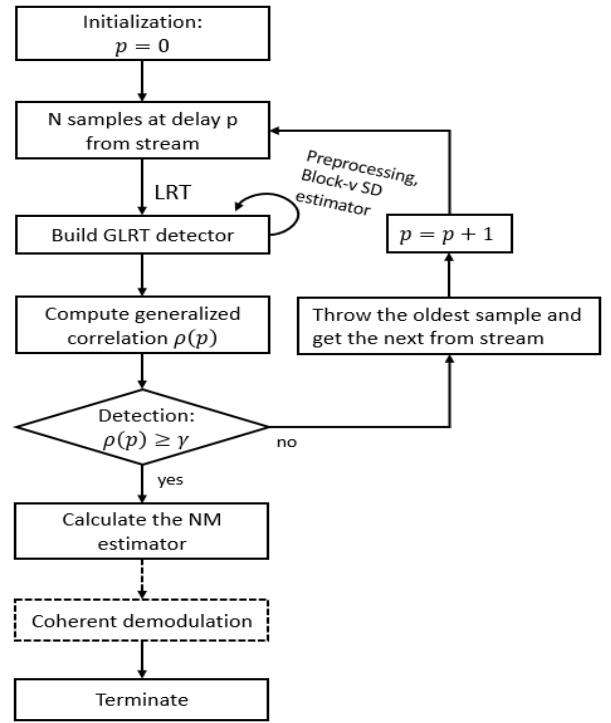 Initialization:
p = 0
N samples at delay p
from stream
LRT
Preprocessing,
Block-v SD
estimator
Build GLRT detector
p = p + 1
Compute generalized
correlation ρ(p)
Throw the oldest sample and
get the next from stream
Detection:
ρ(p) ≥ γ
no
yes
Calculate the NM
estimator
Coherent demodulation
Terminate